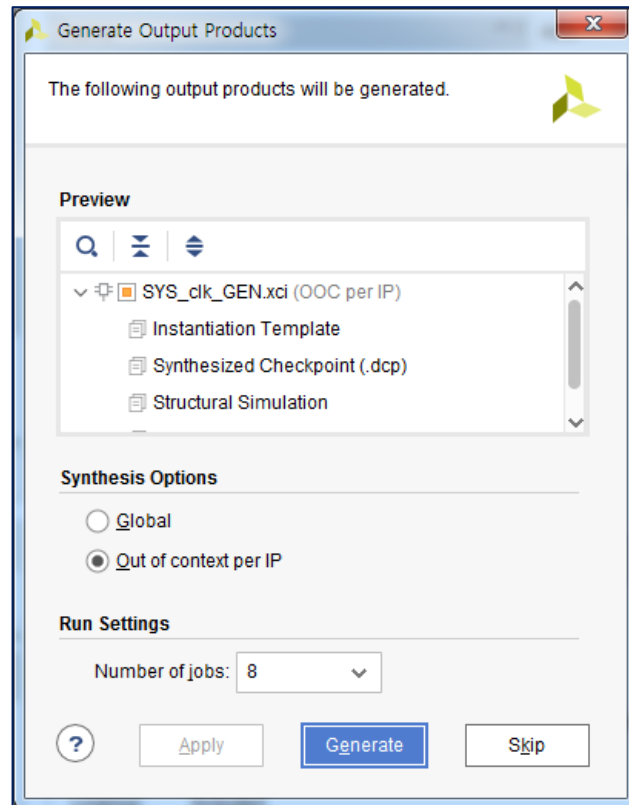 Generate Output Products
The following output products will be generated.
Preview
SYS_clk_GEN.xci (OOC per IP)
Instantiation Template
Synthesized Checkpoint (.dcp)
Structural Simulation
Synthesis Options
Global
Out of context per IP
Run Settings
Number of jobs: 8
? Apply Generate Skip